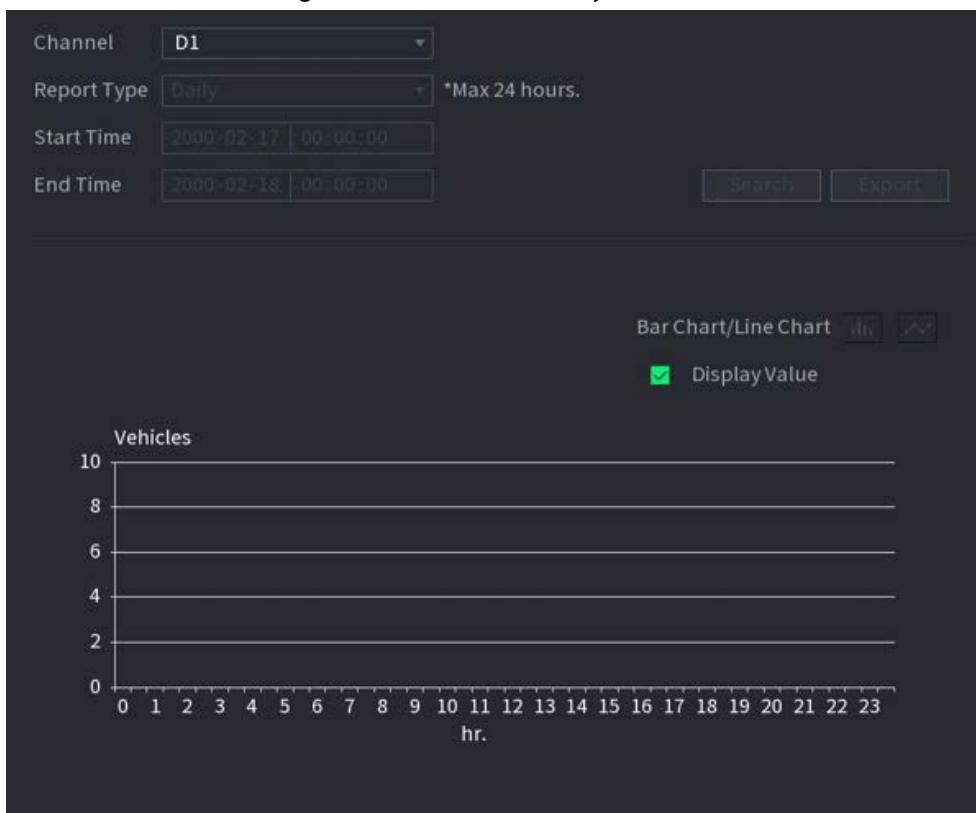 Channel D1
Report Type Daily *Max 24 hours.
Start Time 2000-02-17 00:00:00
End Time 2000-02-18 00:00:00 Search Export
Bar Chart/Line Chart
Display Value
Vehicles
10
8
6
4
2
0
0 1 2 3 4 5 6 7 8 9 10 11 12 13 14 15 16 17 18 19 20 21 22 23
hr.